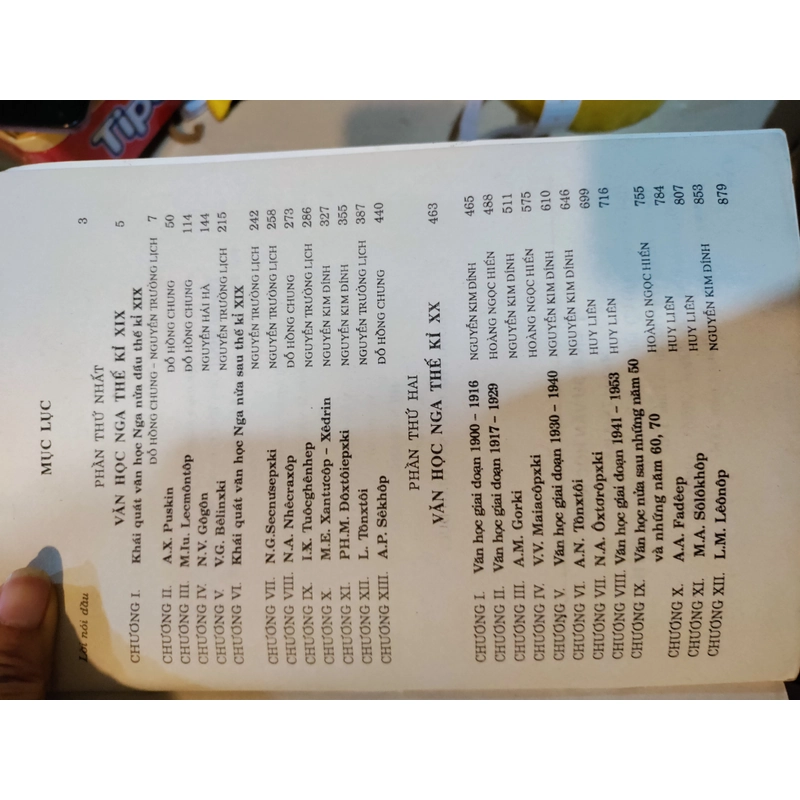 Tipo
MỤC LỤC
Lời nói đầu 3
PHẦN THỨ NHẤT
VĂN HỌC NGA THẾ KỈ XIX 5
CHƯƠNG I. Khái quát văn học Nga nửa đầu thế kỉ XIX
ĐỖ HỒNG CHUNG – NGUYỄN TRƯỜNG LỊCH 7
CHƯƠNG II. A.X. Puskin ĐỖ HỒNG CHUNG 50
CHƯƠNG III. M.Iu. Lecmôntôp ĐỖ HỒNG CHUNG 114
CHƯƠNG IV. N.V. Gôgôn NGUYỄN HẢI HÀ 144
CHƯƠNG V. V.G. Bêlinxki NGUYỄN TRƯỜNG LỊCH 215
CHƯƠNG VI. Khái quát văn học Nga nửa sau thế kỉ XIX
NGUYỄN TRƯỜNG LỊCH 242
CHƯƠNG VII. N.G.Secnưsepxki NGUYỄN TRƯỜNG LỊCH 258
CHƯƠNG VIII. N.A. Nhêcraxôp ĐỖ HỒNG CHUNG 273
CHƯƠNG IX. I.X. Tuôcghênhep NGUYỄN TRƯỜNG LỊCH 286
CHƯƠNG X. M.E. Xantưcôp – Xêđrin NGUYỄN KIM ĐÍNH 327
CHƯƠNG XI. PH.M. Đôxtôiepxki NGUYỄN KIM ĐÍNH 355
CHƯƠNG XII. L. Tônxtôi NGUYỄN TRƯỜNG LỊCH 387
CHƯƠNG XIII. A.P. Sêkhôp ĐỖ HỒNG CHUNG 440
PHẦN THỨ HAI
VĂN HỌC NGA THẾ KỈ XX 463
CHƯƠNG I. Văn học giai đoạn 1900 – 1916 NGUYỄN KIM ĐÍNH 465
CHƯƠNG II. Văn học giai đoạn 1917 – 1929 HOÀNG NGỌC HIẾN 488
CHƯƠNG III. A.M. Gorki NGUYỄN KIM ĐÍNH 511
CHƯƠNG IV. V.V. Maiacôpxki HOÀNG NGỌC HIẾN 575
CHƯƠNG V. Văn học giai đoạn 1930 – 1940 NGUYỄN KIM ĐÍNH 610
CHƯƠNG VI. A.N. Tônxtôi NGUYỄN KIM ĐÍNH 646
CHƯƠNG VII. N.A. Ôxtơrôpxki HUY LIÊN 699
CHƯƠNG VIII. Văn học giai đoạn 1941 – 1953 HUY LIÊN 716
CHƯƠNG IX. Văn học nửa sau những năm 50
và những năm 60, 70 HOÀNG NGỌC HIẾN 755
CHƯƠNG X. A.A. Fadêep HUY LIÊN 784
CHƯƠNG XI. M.A. Sôlôkhôp HUY LIÊN 807
CHƯƠNG XII. L.M. Lêônôp NGUYỄN KIM ĐÍNH 853
879